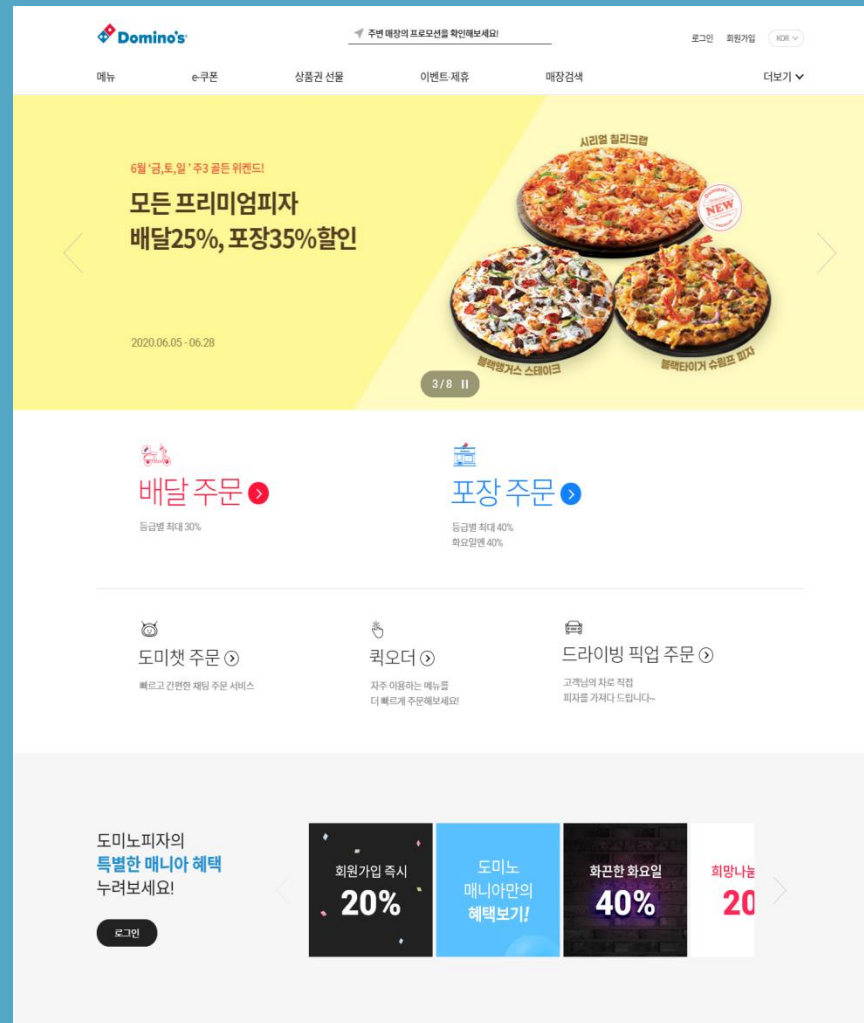 Domino's
주변 매장의 프로모션을 확인해보세요!
로그인 회원가입 KOR
메뉴 e-쿠폰 상품권 선물 이벤트·제휴 매장검색 더보기
6월 '금,토,일' 주3 골든 위켄드!
모든 프리미엄피자
배달25%, 포장35%할인
2020.06.05 - 06.28
시리얼 칠리크랩
NEW
블랙앵거스 스테이크
블랙타이거 슈림프 피자
3/8
배달 주문
등급별 최대 30%
포장 주문
등급별 최대 40%
화요일엔 40%
도미챗 주문
빠르고 간편한 채팅 주문 서비스
퀵오더
자주 이용하는 메뉴를
더 빠르게 주문해보세요!
드라이빙 픽업 주문
고객님의 차로 직접
피자를 가져다 드립니다~
도미노피자의
특별한 매니아 혜택
누려보세요!
로그인
회원가입 즉시
20%
도미노
매니아만의
혜택보기!
화끈한 화요일
40%
희망나눔
20